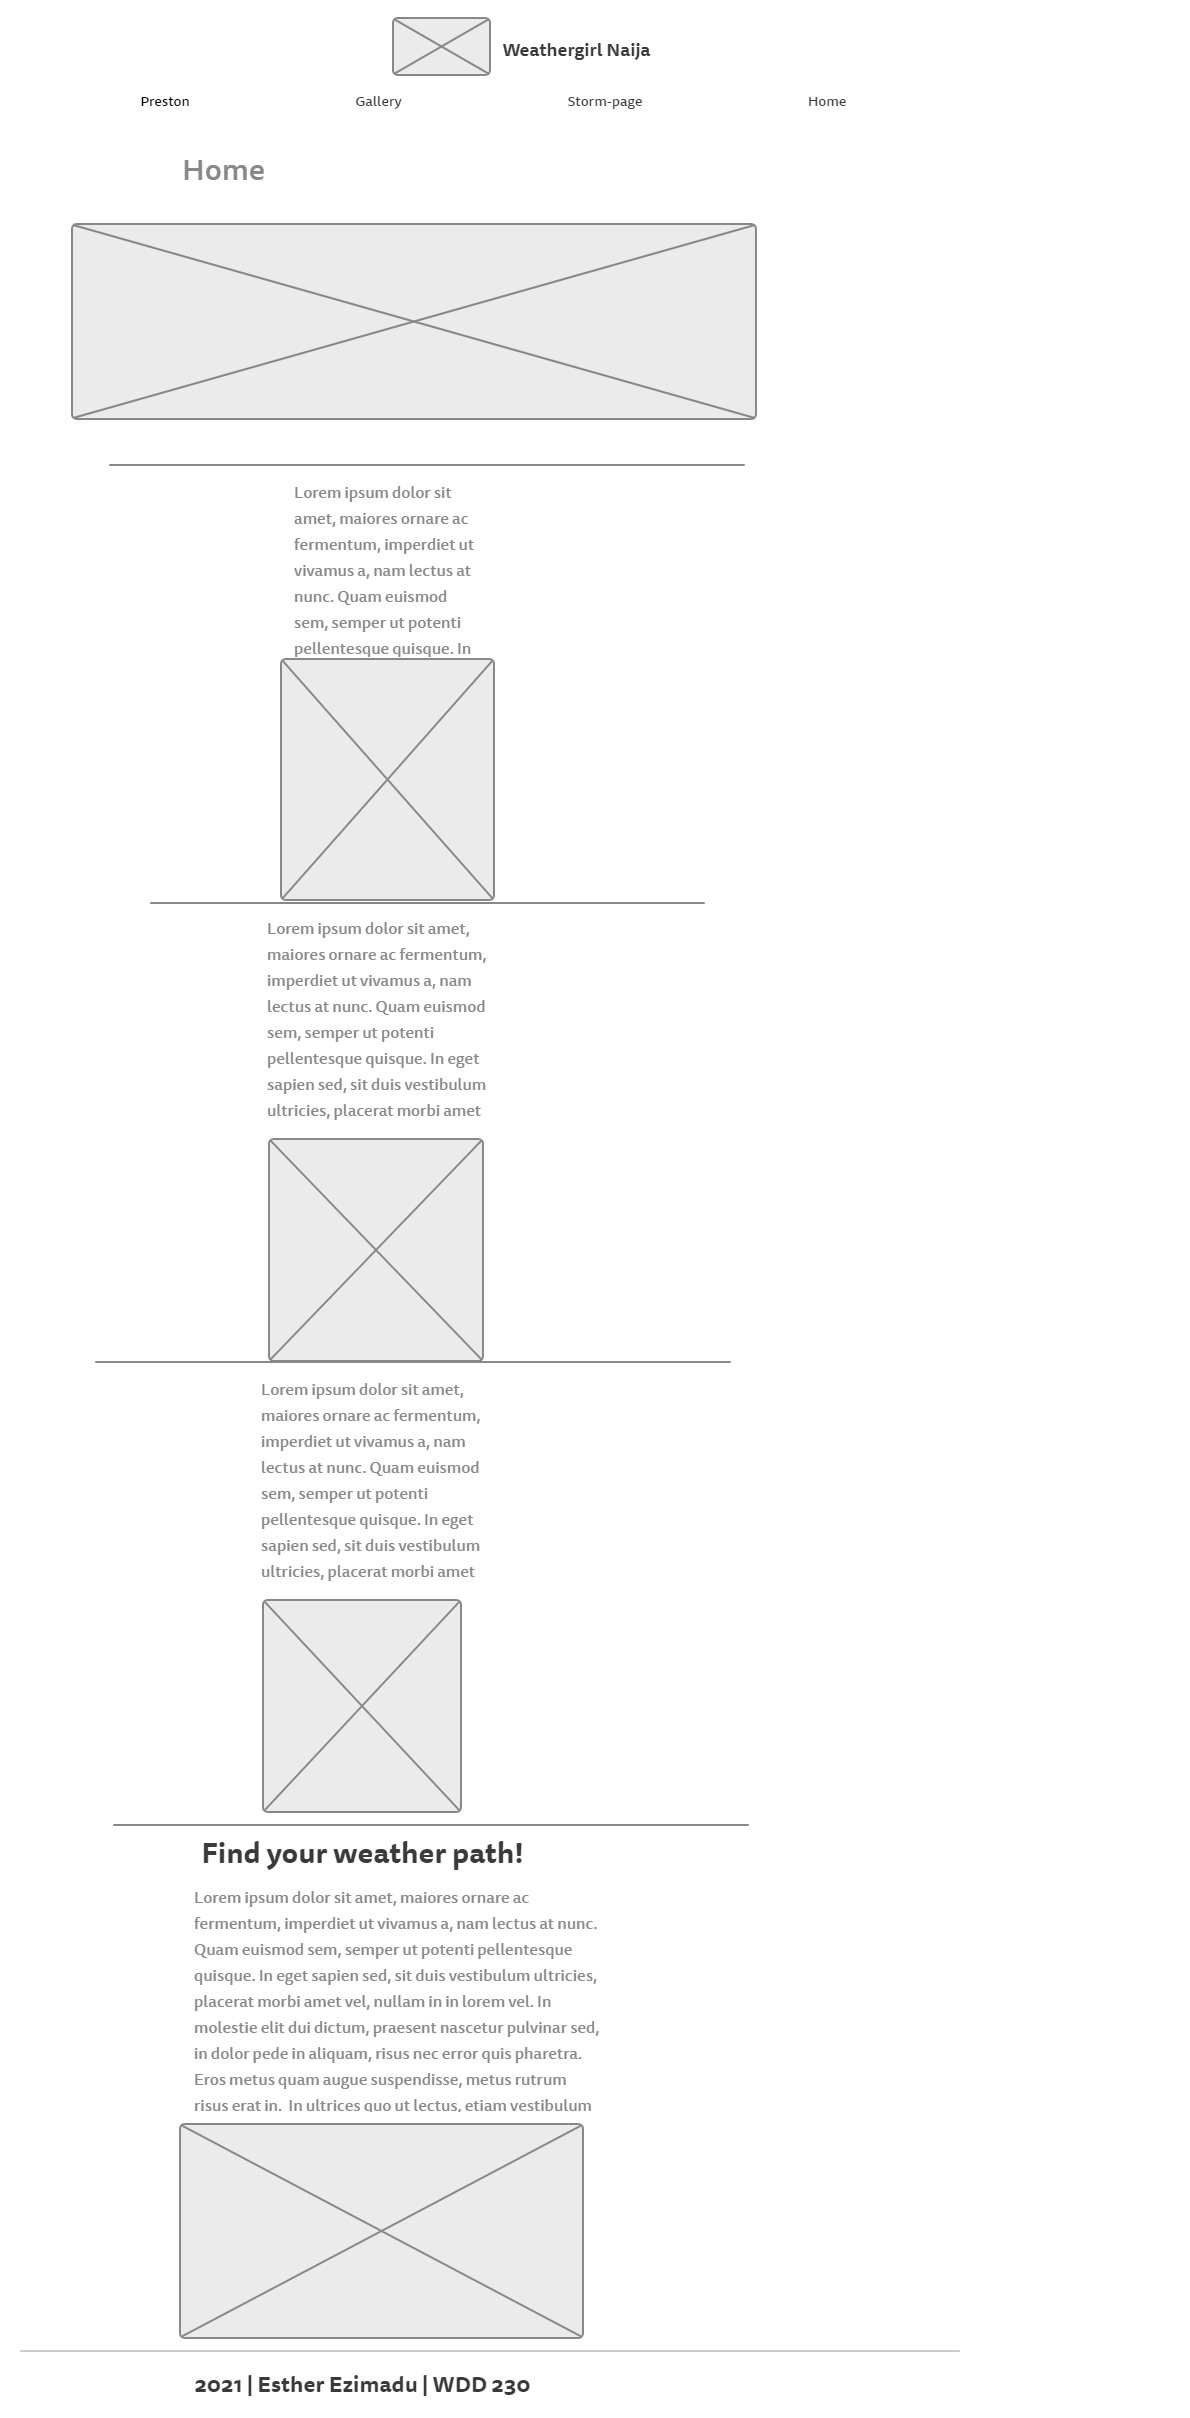 Weathergirl Naija
Preston Gallery Storm-page Home
Home
Lorem ipsum dolor sit
amet, maiores ornare ac
fermentum, imperdiet ut
vivamus a, nam lectus at
nunc. Quam euismod
sem, semper ut potenti
pellentesque quisque. In
Lorem ipsum dolor sit amet,
maiores ornare ac fermentum,
imperdiet ut vivamus a, nam
lectus at nunc. Quam euismod
sem, semper ut potenti
pellentesque quisque. In eget
sapien sed, sit duis vestibulum
ultricies, placerat morbi amet
Lorem ipsum dolor sit amet,
maiores ornare ac fermentum,
imperdiet ut vivamus a, nam
lectus at nunc. Quam euismod
sem, semper ut potenti
pellentesque quisque. In eget
sapien sed, sit duis vestibulum
ultricies, placerat morbi amet
Find your weather path!
Lorem ipsum dolor sit amet, maiores ornare ac
fermentum, imperdiet ut vivamus a, nam lectus at nunc.
Quam euismod sem, semper ut potenti pellentesque
quisque. In eget sapien sed, sit duis vestibulum ultricies,
placerat morbi amet vel, nullam in in lorem vel. In
molestie elit dui dictum, praesent nascetur pulvinar sed,
in dolor pede in aliquam, risus nec error quis pharetra.
Eros metus quam augue suspendisse, metus rutrum
risus erat in.  In ultrices quo ut lectus, etiam vestibulum
2021 | Esther Ezimadu | WDD 230